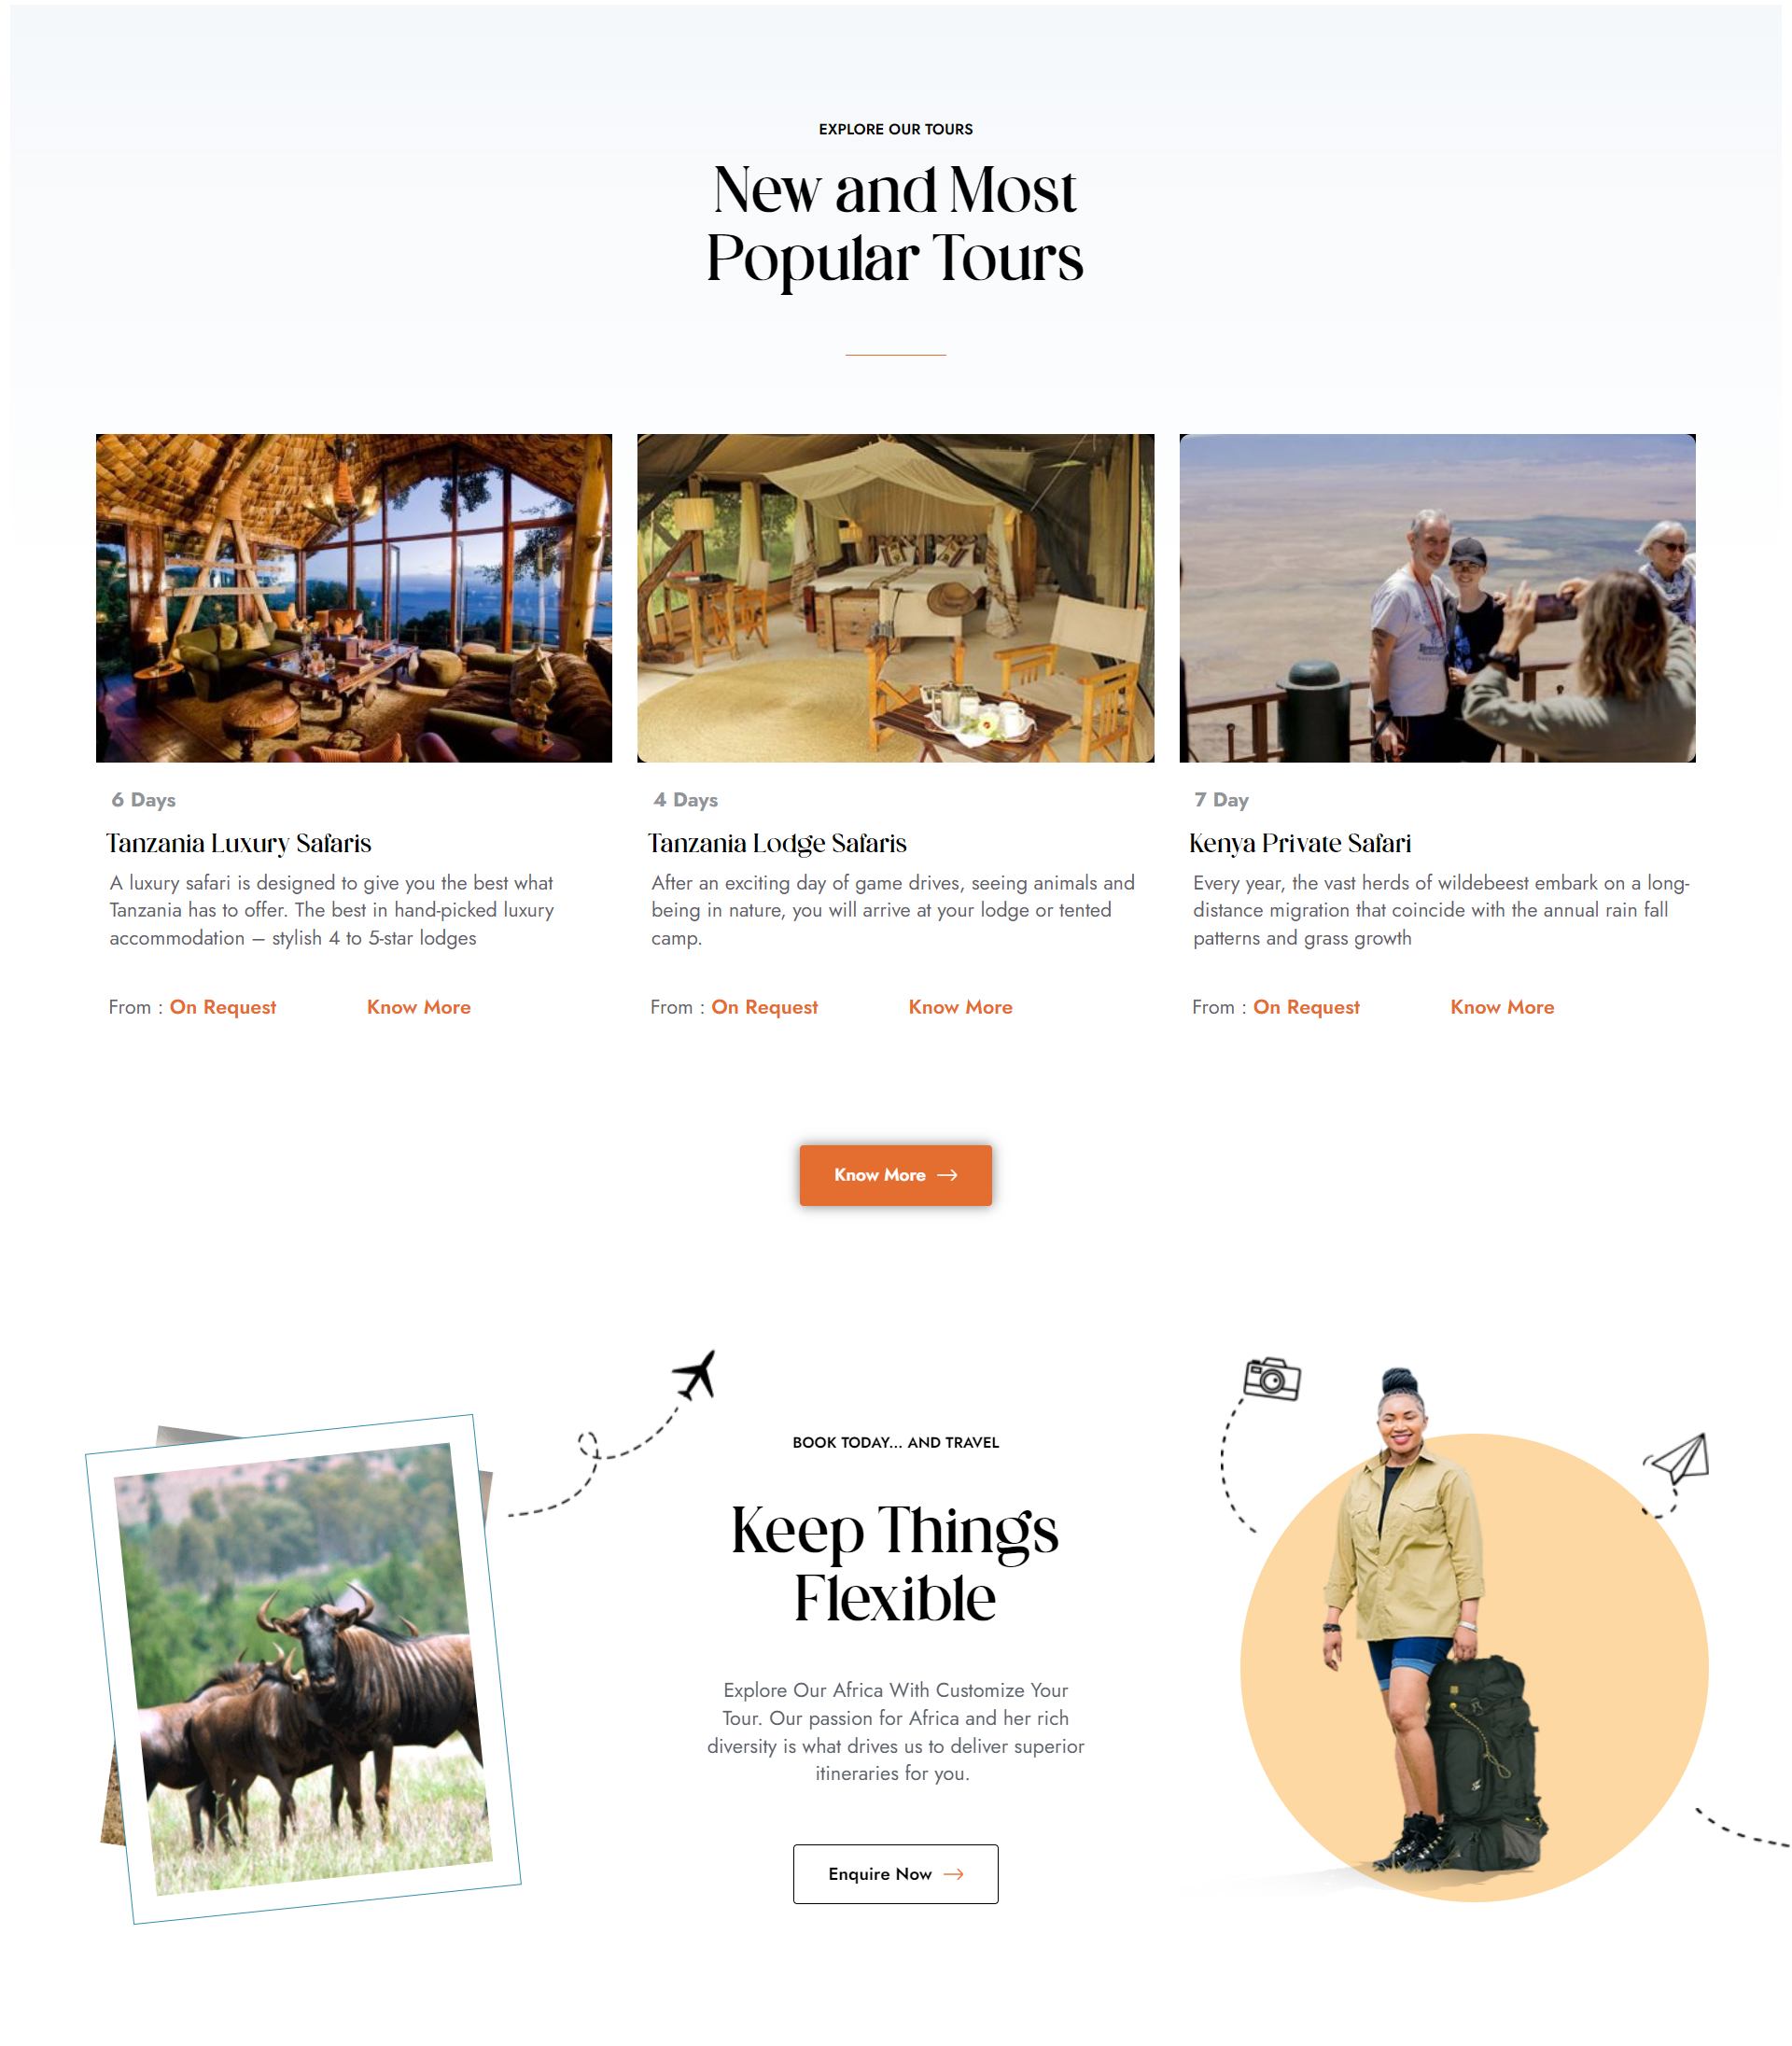 EXPLORE OUR TOURS
New and Most
Popular Tours
6 Days
Tanzania Luxury Safaris
A luxury safari is designed to give you the best what
Tanzania has to offer. The best in hand-picked luxury
accommodation – stylish 4 to 5-star lodges
From : On Request
Know More
4 Days
Tanzania Lodge Safaris
After an exciting day of game drives, seeing animals and
being in nature, you will arrive at your lodge or tented
camp.
From : On Request
Know More
7 Day
Kenya Private Safari
Every year, the vast herds of wildebeest embark on a long-
distance migration that coincide with the annual rain fall
patterns and grass growth
From : On Request
Know More
Know More
BOOK TODAY... AND TRAVEL
Keep Things
Flexible
Explore Our Africa With Customize Your
Tour. Our passion for Africa and her rich
diversity is what drives us to deliver superior
itineraries for you.
Enquire Now